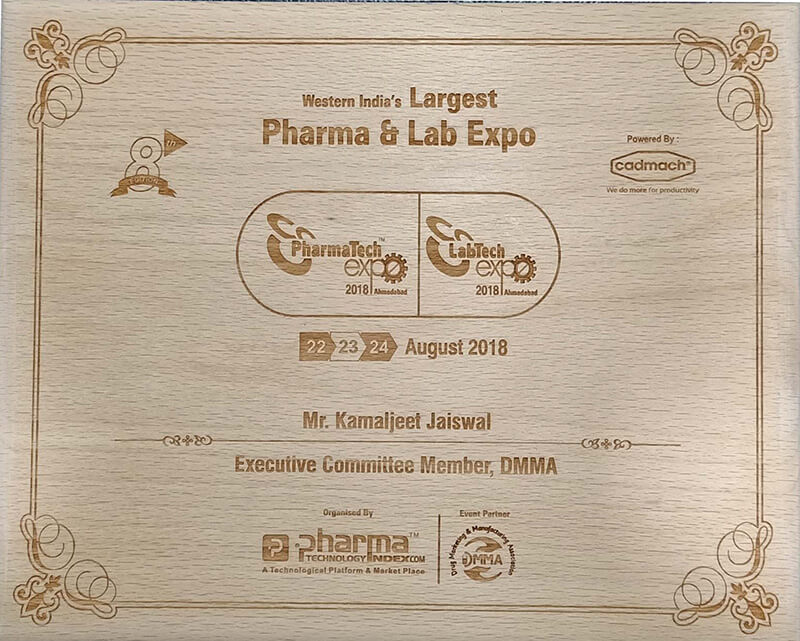 Western India's Largest
Pharma & Lab Expo
8th
EDITION
Powered By :
cadmach®
We do more for productivity
PharmaTech™
expo
2018 | Ahmedabad
LabTech
expo
2018 | Ahmedabad
22 23 24 August 2018
Mr. Kamaljeet Jaiswal
Executive Committee Member, DMMA
Organised By
pharma™
TECHNOLOGY INDEX.COM
A Technological Platform & Market Place
Event Partner
Drug Marketing & Manufacturing Association
DMMA